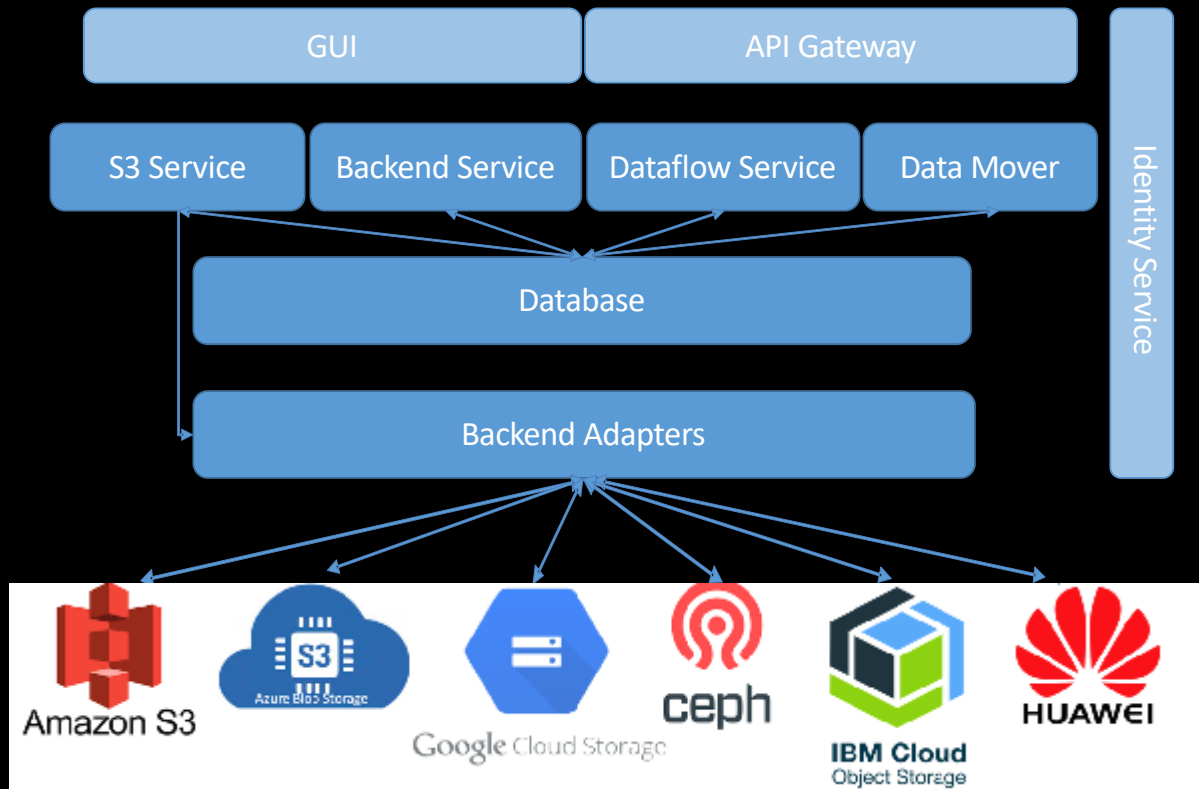 GUI
API Gateway
S3 Service
Backend Service
Dataflow Service
Data Mover
Identity Service
Database
Backend Adapters
S3
Azure Blob Storage
Amazon S3
Google Cloud Storage
ceph
IBM Cloud
Object Storage
HUAWEI